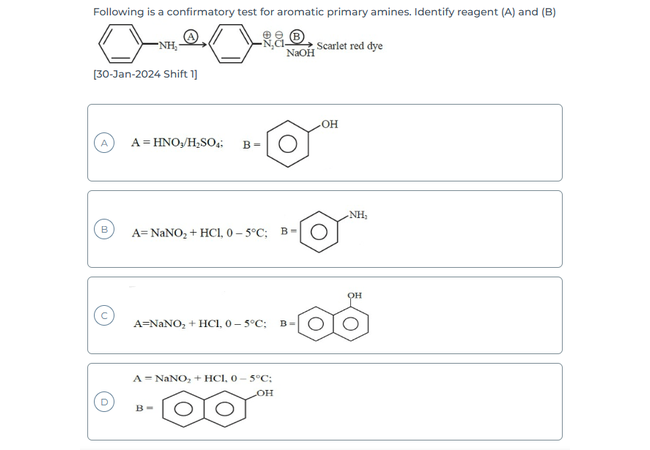 Following is a confirmatory test for aromatic primary amines. Identify reagent (A) and (B)
NH₂ (A) N₂Cl ⊕ ⊖ (B) NaOH Scarlet red dye
[30-Jan-2024 Shift 1]
A A = HNO₃/H₂SO₄; B = OH
B A= NaNO₂ + HCl, 0 – 5°C; B = NH₂
OH
C A=NaNO₂ + HCl, 0 – 5°C; B =
A = NaNO₂ + HCl, 0 – 5°C;
D B = OH